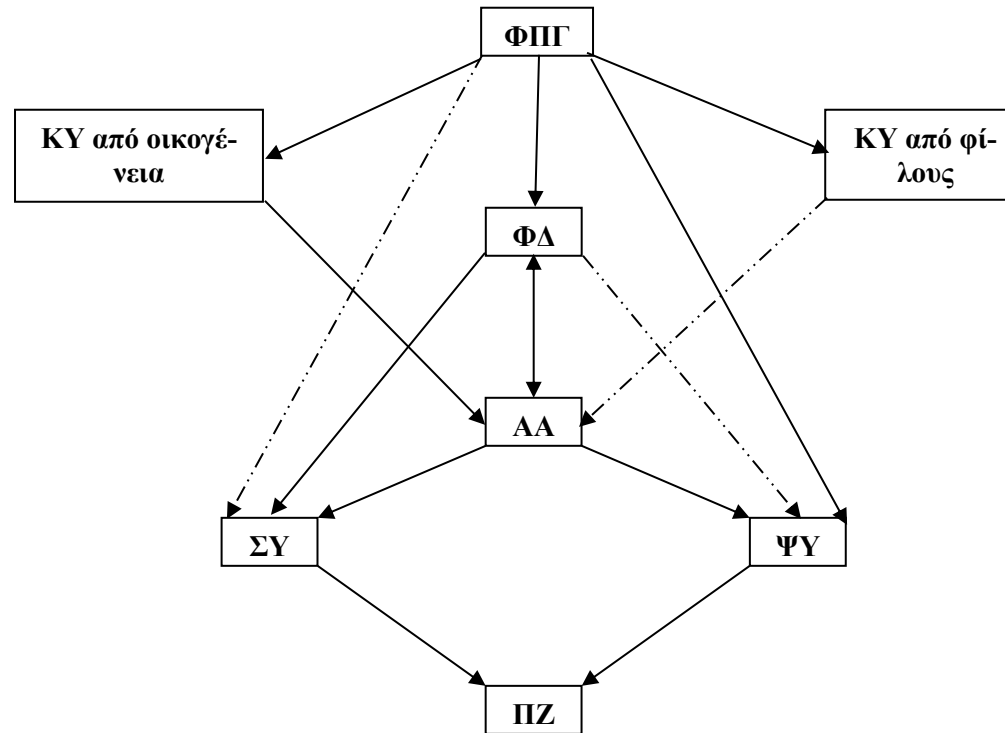 ΦΠΓ
ΚΥ από οικογέ-
νεια
ΚΥ από φί-
λους
ΦΔ
ΑΑ
ΣΥ
ΨΥ
ΠΖ